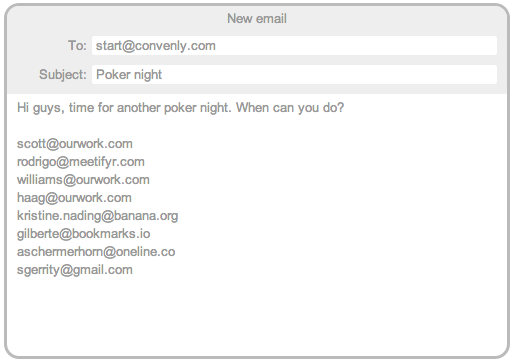 New email
To: start@convenly.com
Subject: Poker night
Hi guys, time for another poker night. When can you do?
scott@ourwork.com
rodrigo@meetifyr.com
williams@ourwork.com
haag@ourwork.com
kristine.nading@banana.org
gilberte@bookmarks.io
aschermerhorn@oneline.co
sgerrity@gmail.com